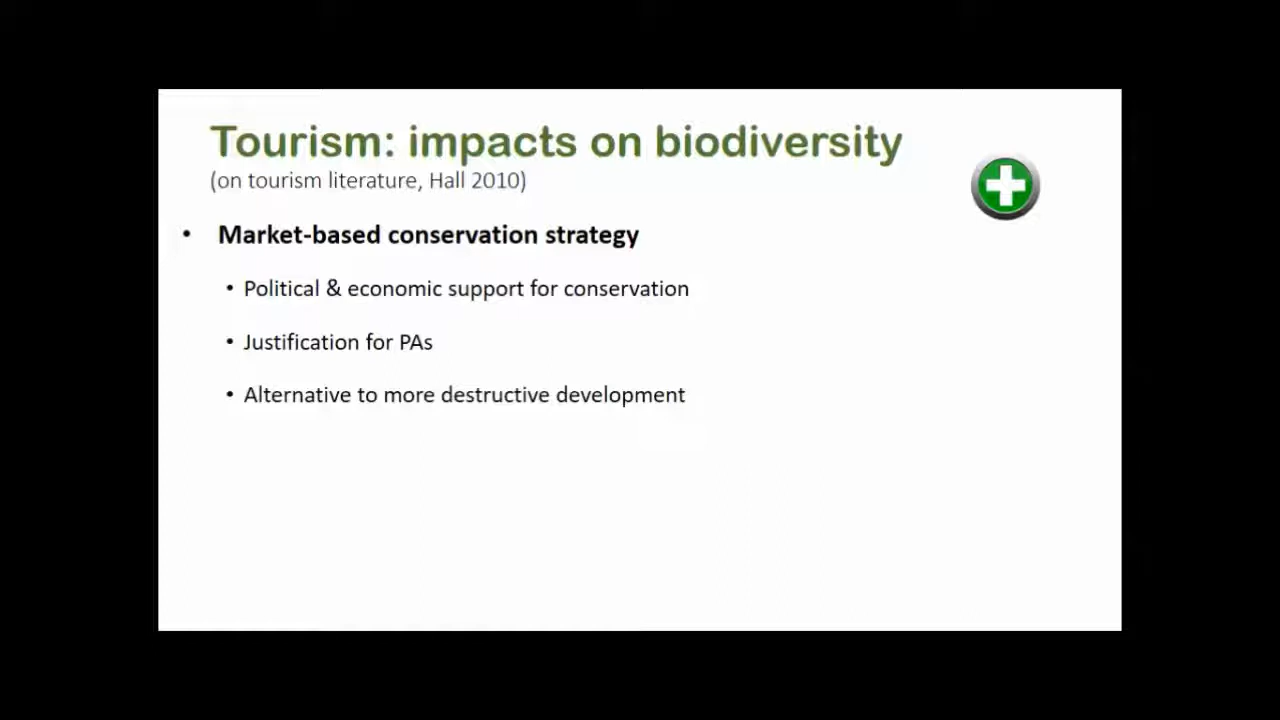 Tourism: impacts on biodiversity
(on tourism literature, Hall 2010)
• Market-based conservation strategy
• Political & economic support for conservation
• Justification for PAs
• Alternative to more destructive development